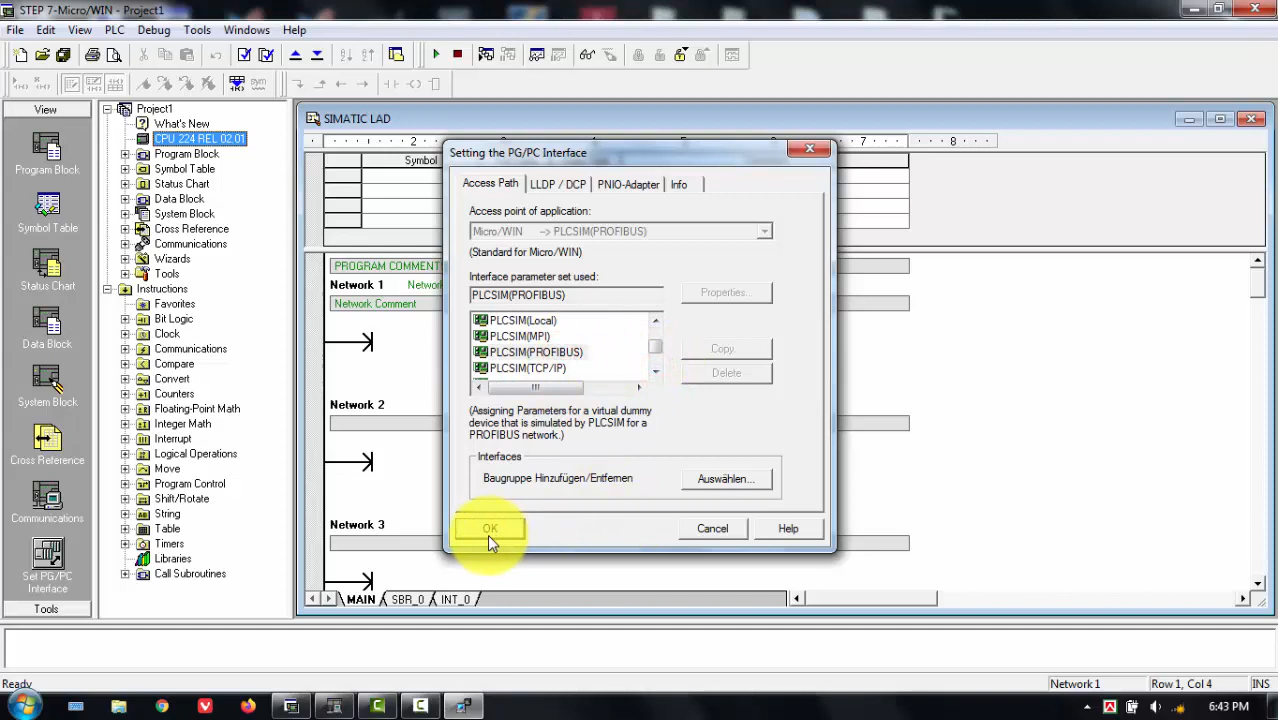 STEP 7-Micro/WIN - Project1
File Edit View PLC Debug Tools Windows Help
View
Program Block
Symbol Table
Status Chart
Data Block
System Block
Cross Reference
Communications
Set PG/PC
Interface
Tools
Project1
What's New
CPU 224 REL 02.01
Program Block
Symbol Table
Status Chart
Data Block
System Block
Cross Reference
Communications
Wizards
Tools
Instructions
Favorites
Bit Logic
Clock
Communications
Compare
Convert
Counters
Floating-Point Math
Integer Math
Interrupt
Logical Operations
Move
Program Control
Shift/Rotate
String
Table
Timers
Libraries
Call Subroutines
SIMATIC LAD
Symbol
PROGRAM COMMENT
Network 1
Network Comment
Network 2
Network 3
MAIN SBR_0 INT_0
Setting the PG/PC Interface
Access Path LLDP / DCP PNIO-Adapter Info
Access point of application:
Micro/WIN -> PLCSIM(PROFIBUS)
(Standard for Micro/WIN)
Interface parameter set used:
PLCSIM(PROFIBUS)
Properties...
PLCSIM(Local)
PLCSIM(MPI)
PLCSIM(PROFIBUS)
PLCSIM(TCP/IP)
Copy.
Delete
(Assigning Parameters for a virtual dummy
device that is simulated by PLCSIM for a
PROFIBUS network.)
Interfaces
Baugruppe Hinzufügen/Entfernen Auswählen...
OK Cancel Help
Ready Network 1 Row 1, Col 4 INS
6:43 PM